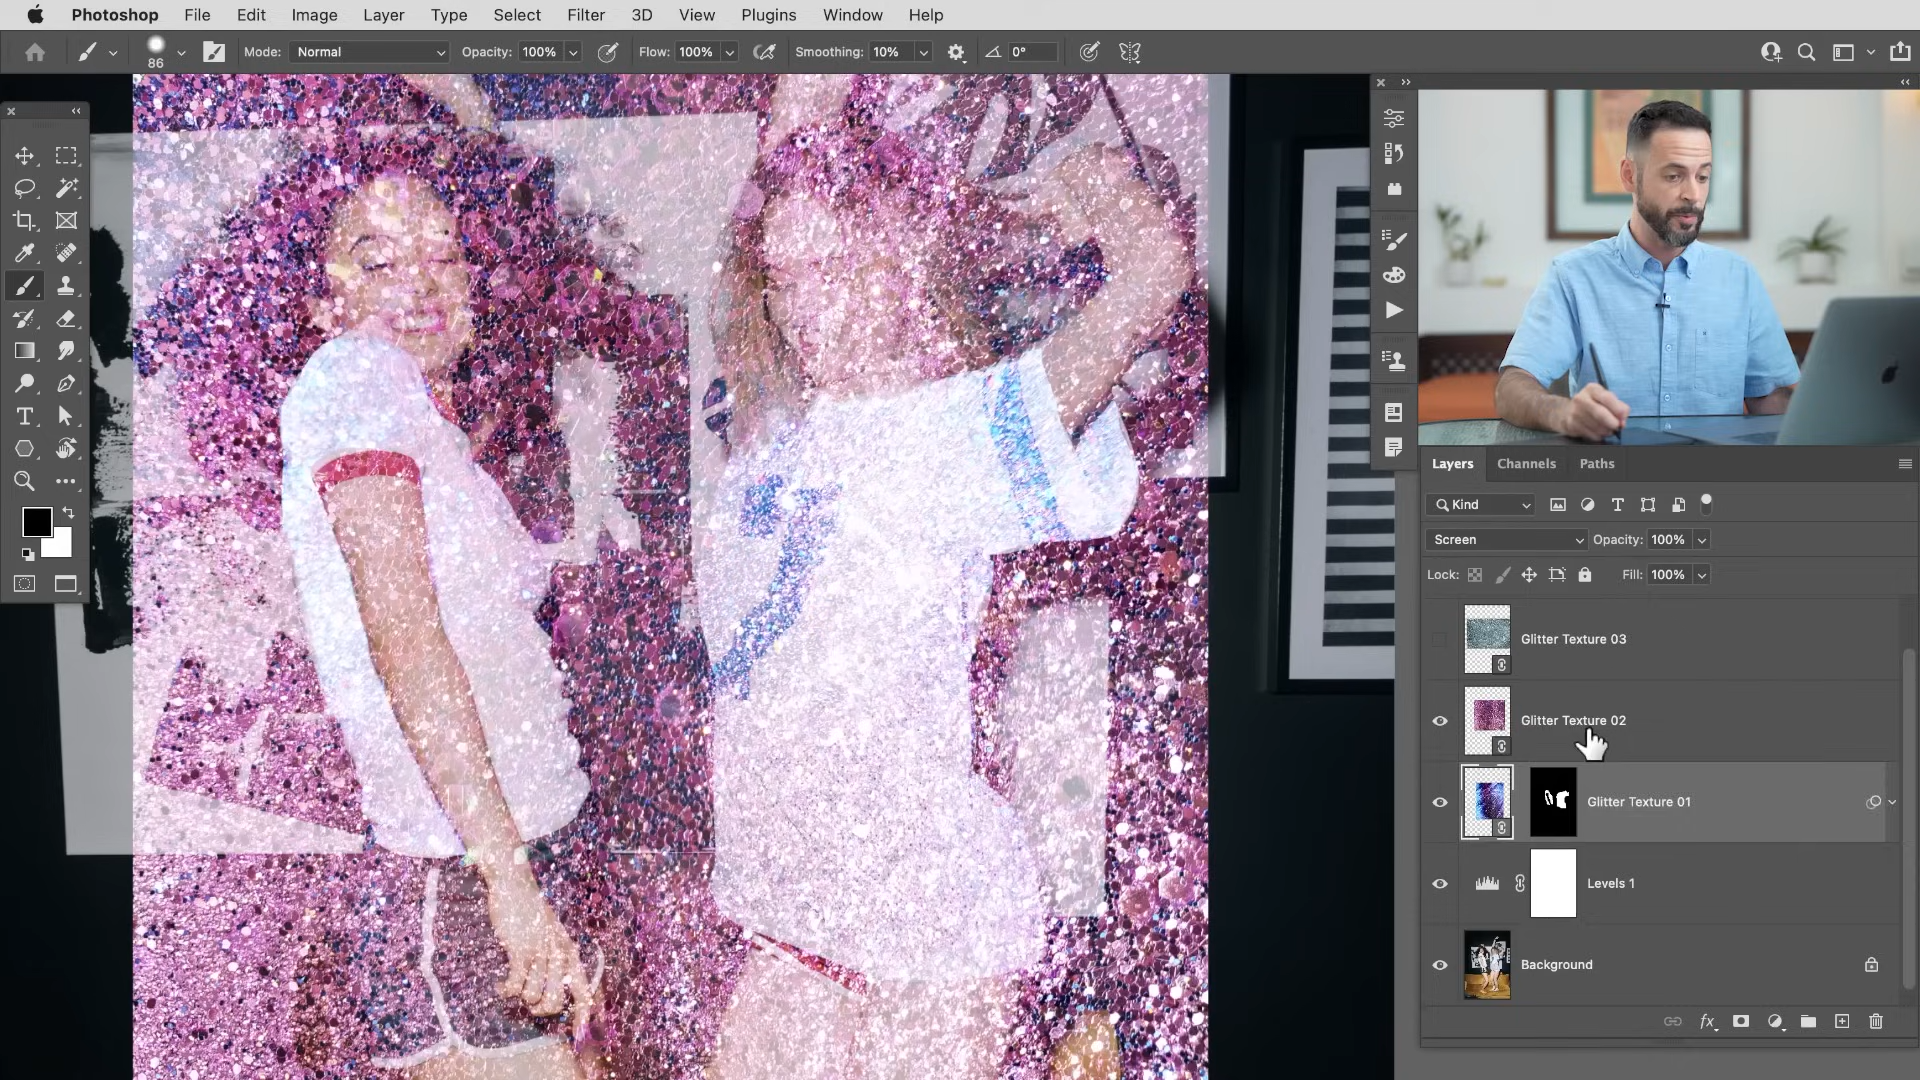 Photoshop File Edit Image Layer Type Select Filter 3D View Plugins Window Help
86 Mode: Normal Opacity: 100% Flow: 100% Smoothing: 10% 0°
Layers Channels Paths
Kind
Screen Opacity: 100%
Lock: Fill: 100%
Glitter Texture 03
Glitter Texture 02
Glitter Texture 01
Levels 1
Background
fx